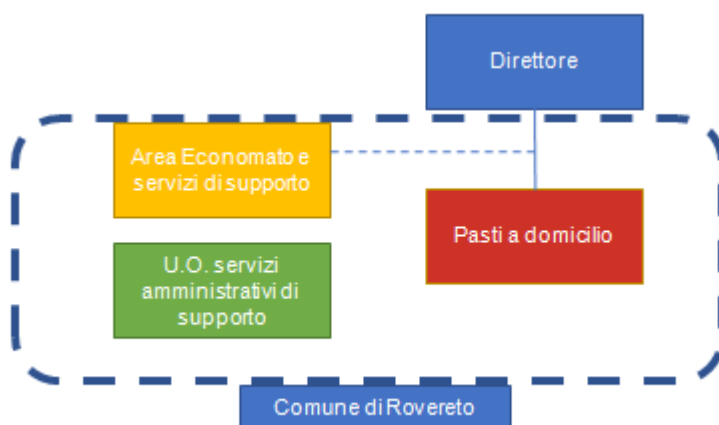 Direttore
Area Economato e
servizi di supporto
Pasti a domicilio
U.O. servizi
amministrativi di
supporto
Comune di Rovereto